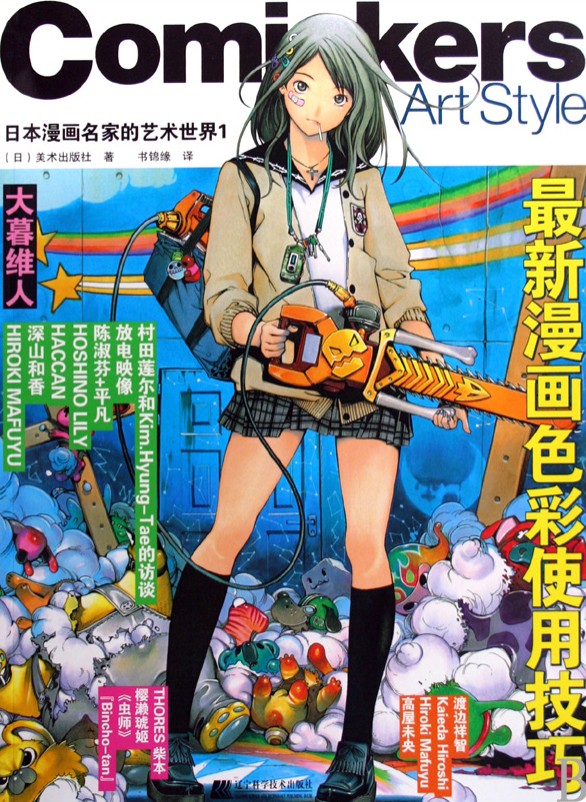 Comickers
Art Style
日本漫画名家的艺术世界1
（日）美术出版社 著 书锦缘 译
大暮维人
最新漫画色彩使用技巧
村田莲尔和Kim,Hyung-Tae的访谈
放电映像
陈淑芬+平凡
HOSHINO LILY
HACCAN
深山和香
HIROKI MAFUYU
THORES 柴本
樱濑琥姬
《虫师》
『Bincho-tan』
渡边祥智
Kaieda Hiroshi
Hiroki Mafuyu
高屋未央
辽宁科学技术出版社